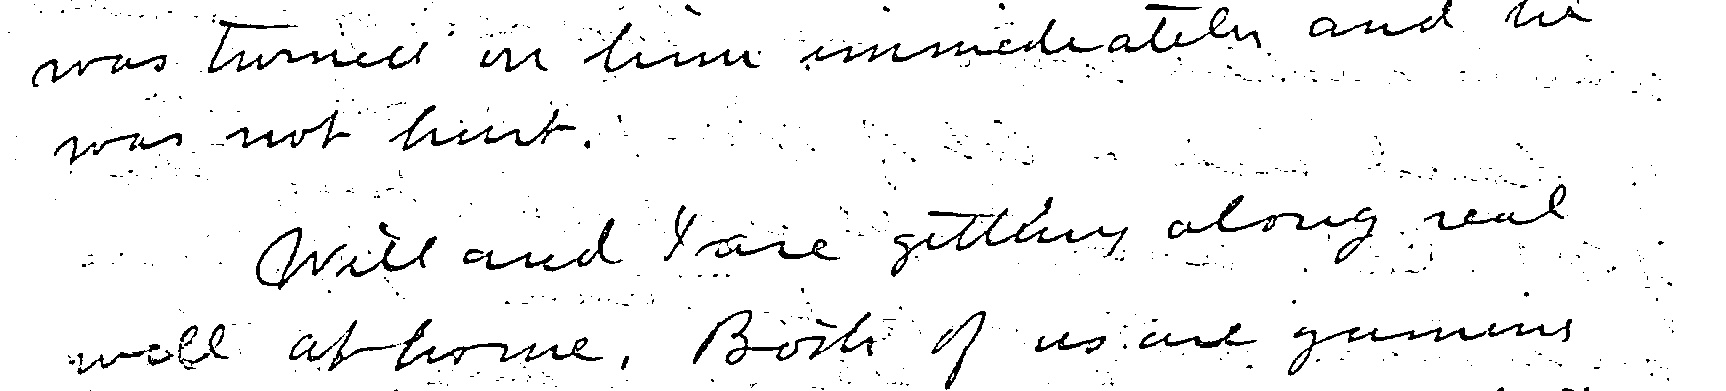 was turned on him immediately and he
was not hurt.
Will and I are getting along real
well at home. Both of us are gaining